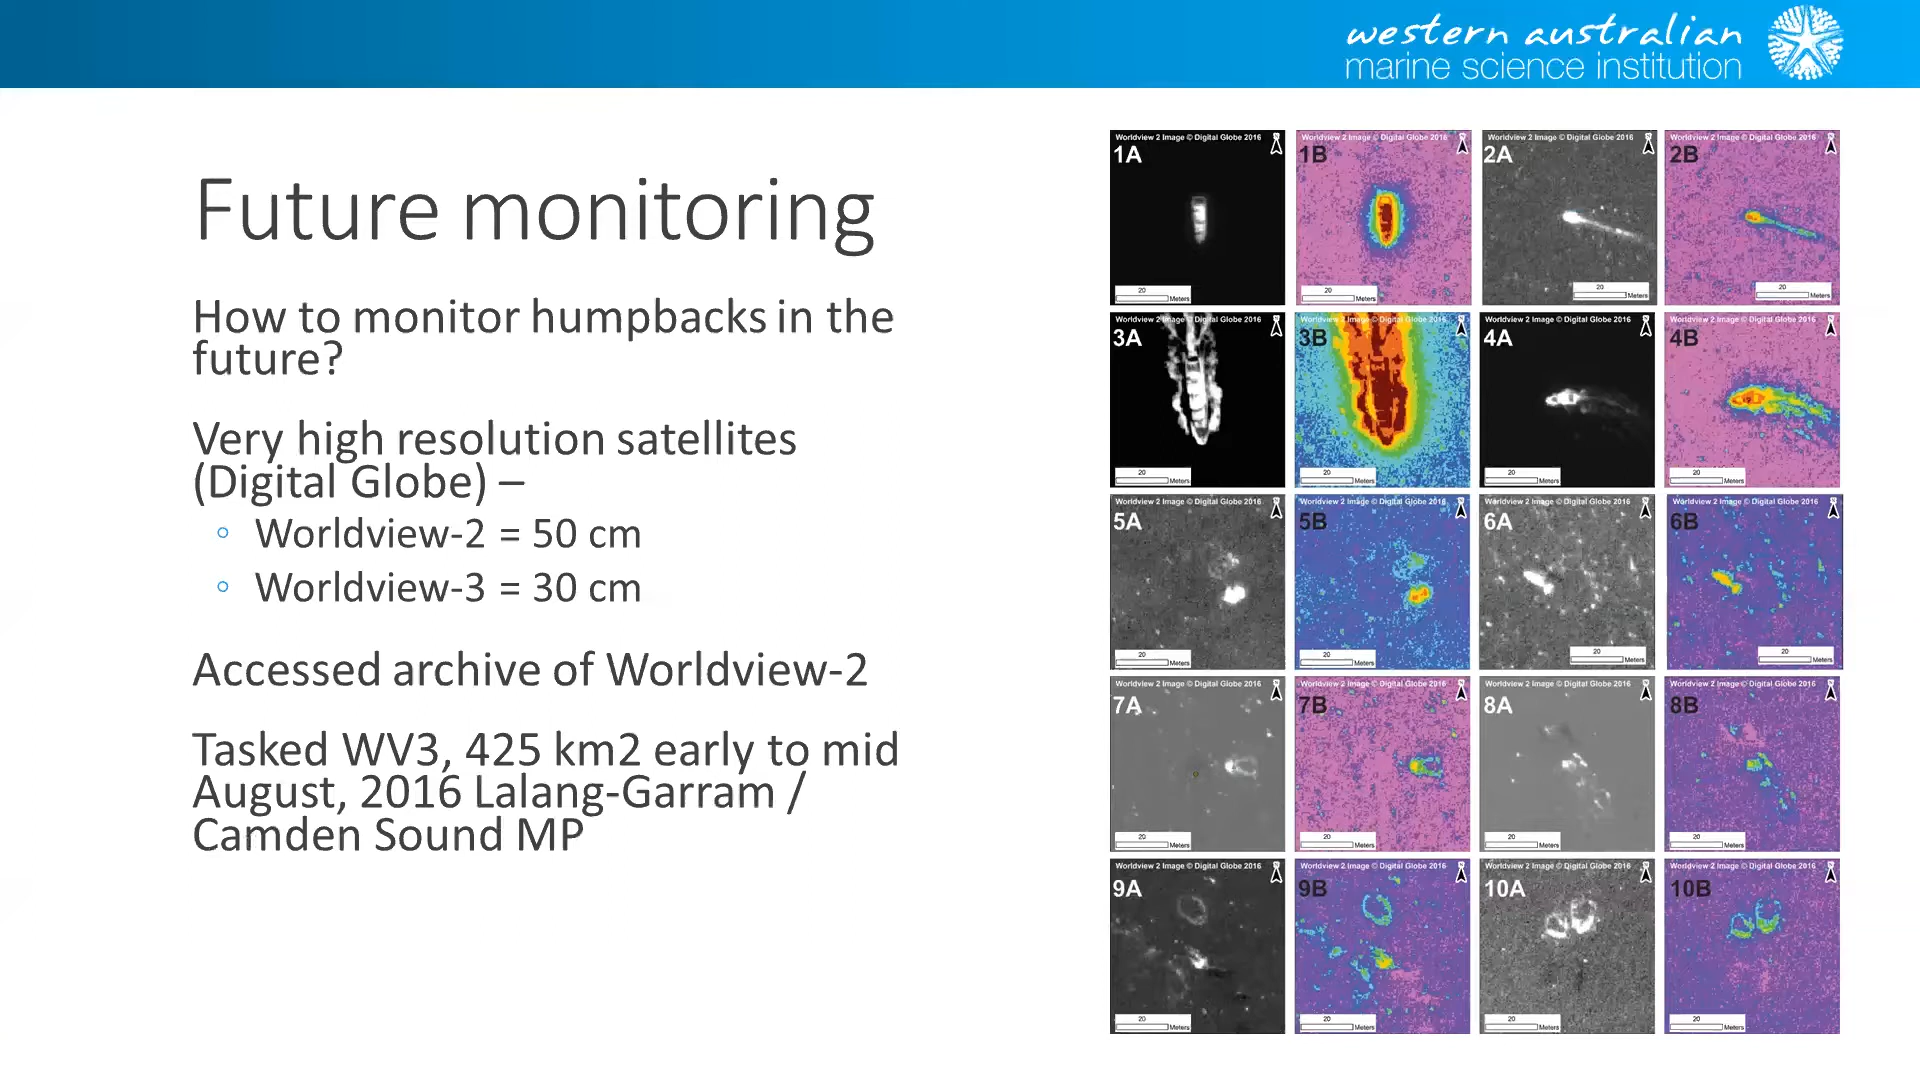 western australian
marine science institution
Future monitoring
How to monitor humpbacks in the
future?
Very high resolution satellites
(Digital Globe) –
◦ Worldview-2 = 50 cm
◦ Worldview-3 = 30 cm
Accessed archive of Worldview-2
Tasked WV3, 425 km2 early to mid
August, 2016 Lalang-Garram /
Camden Sound MP
Worldview 2 Image © Digital Globe 2016
N
1A
20
Meters
Worldview 2 Image © Digital Globe 2016
N
1B
20
Meters
Worldview 2 Image © Digital Globe 2016
N
2A
20
Meters
Worldview 2 Image © Digital Globe 2016
N
2B
20
Meters
Worldview 2 Image © Digital Globe 2016
N
3A
20
Meters
Worldview 2 Image © Digital Globe 2016
N
3B
20
Meters
Worldview 2 Image © Digital Globe 2016
N
4A
20
Meters
Worldview 2 Image © Digital Globe 2016
N
4B
20
Meters
Worldview 2 Image © Digital Globe 2016
N
5A
20
Meters
Worldview 2 Image © Digital Globe 2016
N
5B
20
Meters
Worldview 2 Image © Digital Globe 2016
N
6A
20
Meters
Worldview 2 Image © Digital Globe 2016
N
6B
20
Meters
Worldview 2 Image © Digital Globe 2016
N
7A
20
Meters
Worldview 2 Image © Digital Globe 2016
N
7B
20
Meters
Worldview 2 Image © Digital Globe 2016
N
8A
20
Meters
Worldview 2 Image © Digital Globe 2016
N
8B
20
Meters
Worldview 2 Image © Digital Globe 2016
N
9A
20
Meters
Worldview 2 Image © Digital Globe 2016
N
9B
20
Meters
Worldview 2 Image © Digital Globe 2016
N
10A
20
Meters
Worldview 2 Image © Digital Globe 2016
N
10B
20
Meters